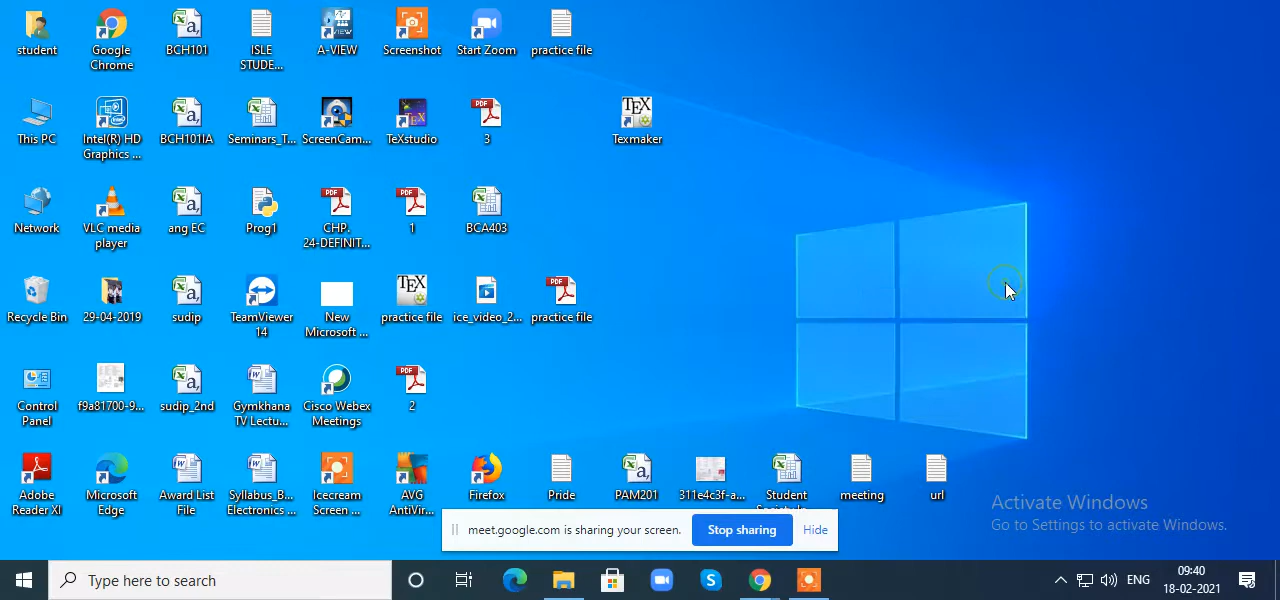 student
Google Chrome
BCH101
ISLE STUDE...
A-VIEW
Screenshot
Start Zoom
practice file
This PC
Intel(R) HD Graphics ...
BCH101IA
Seminars_T...
ScreenCam...
TeXstudio
3
Texmaker
Network
VLC media player
ang EC
Prog1
CHP. 24-DEFINIT...
1
BCA403
Recycle Bin
29-04-2019
sudip
TeamViewer 14
New Microsoft ...
practice file
ice_video_2...
practice file
Control Panel
f9a81700-9...
sudip_2nd
Gymkhana TV Lectu...
Cisco Webex Meetings
2
Adobe Reader XI
Microsoft Edge
Award List File
Syllabus_B... Electronics ...
Icecream Screen ...
AVG AntiVir...
Firefox
Pride
PAM201
311e4c3f-a...
Student
meeting
url
Activate Windows
Go to Settings to activate Windows.
meet.google.com is sharing your screen.
Stop sharing
Hide
Type here to search
ENG
09:40
18-02-2021